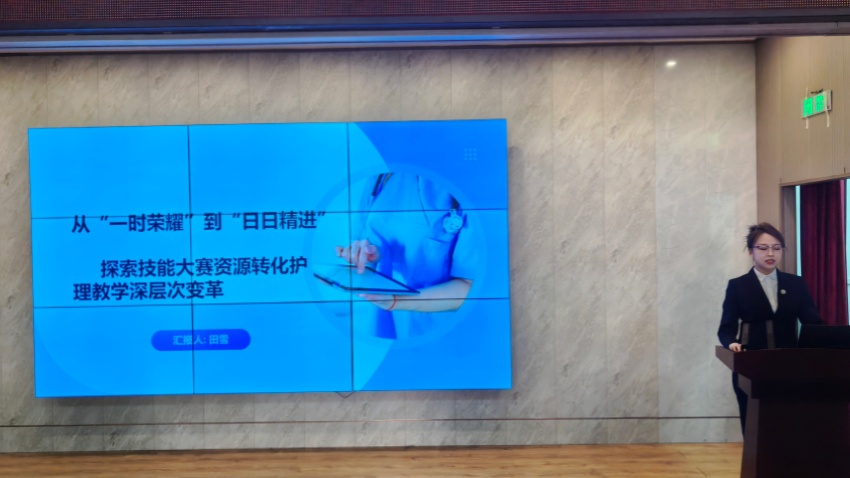 从“一时荣耀”到“日日精进”
探索技能大赛资源转化护
理教学深层次变革
汇报人: 田雪